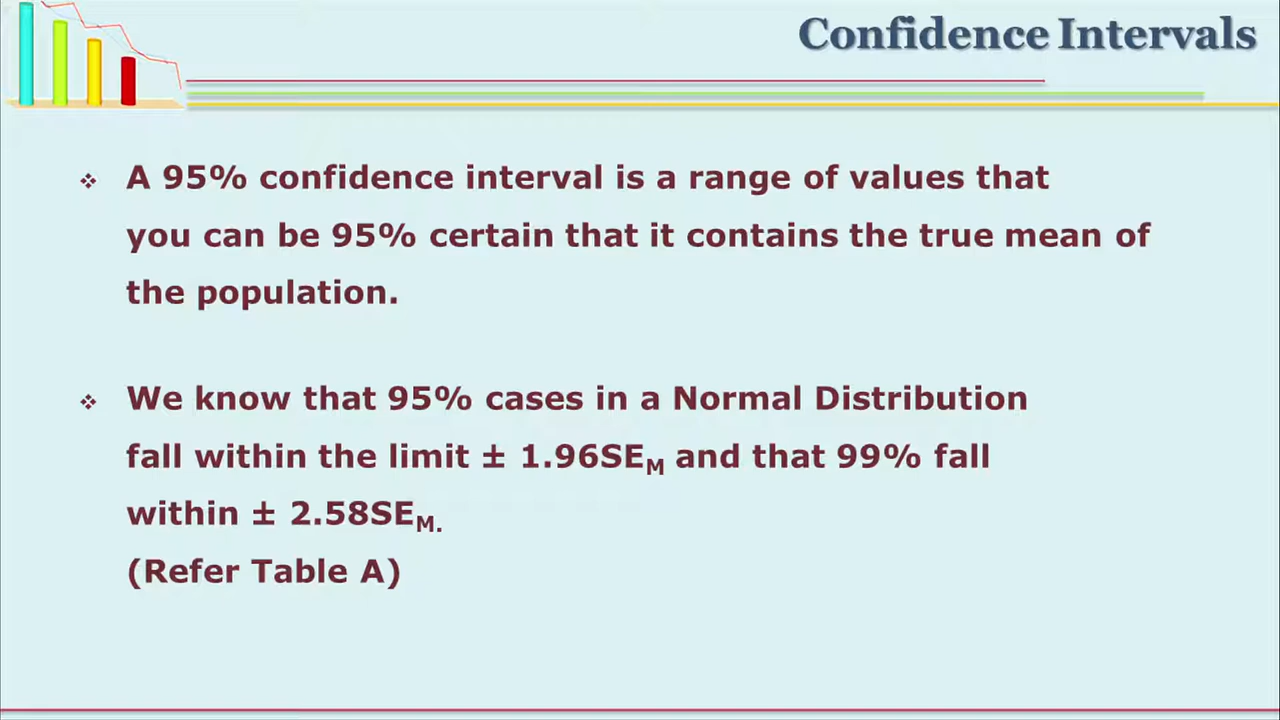 Confidence Intervals
❖ A 95% confidence interval is a range of values that
you can be 95% certain that it contains the true mean of
the population.
❖ We know that 95% cases in a Normal Distribution
fall within the limit ± 1.96SEM and that 99% fall
within ± 2.58SEM.
(Refer Table A)